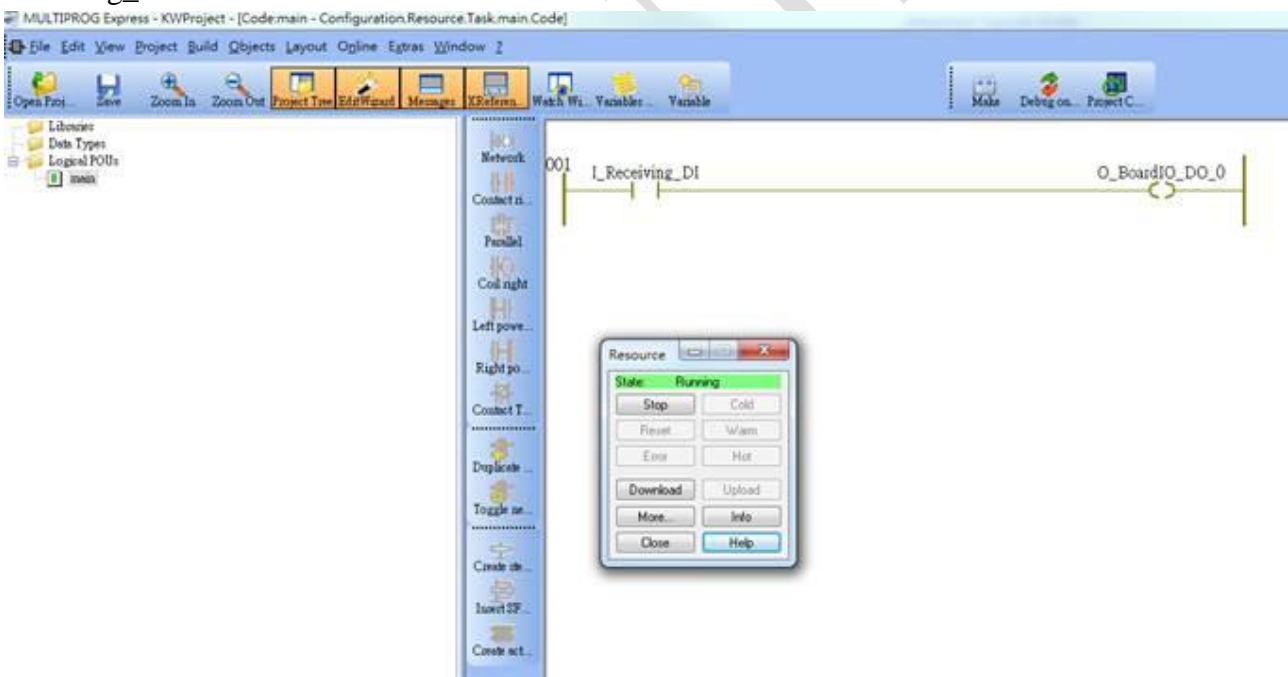 MULTIPROG Express - KWProject - [Code:main - Configuration.Resource.Task.main.Code]
File Edit View Project Build Objects Layout Online Extras Window ?
Open Proj... Save Zoom In Zoom Out Project Tree Edit Wizard Messages XReferen... Watch Wi... Variables ... Variable Make Debug on... Project C...
Libraries
Data Types
Logical POUs
main
Network
Contact ri...
Parallel
Coil right
Left powe...
Right po...
Contact T...
Duplicate ...
Toggle ne...
Create ste...
Insert SF...
Create act...
001
I_Receiving_DI O_BoardIO_DO_0
Resource
State: Running
Stop Cold
Reset Warm
Error Hot
Download Upload
More... Info
Close Help